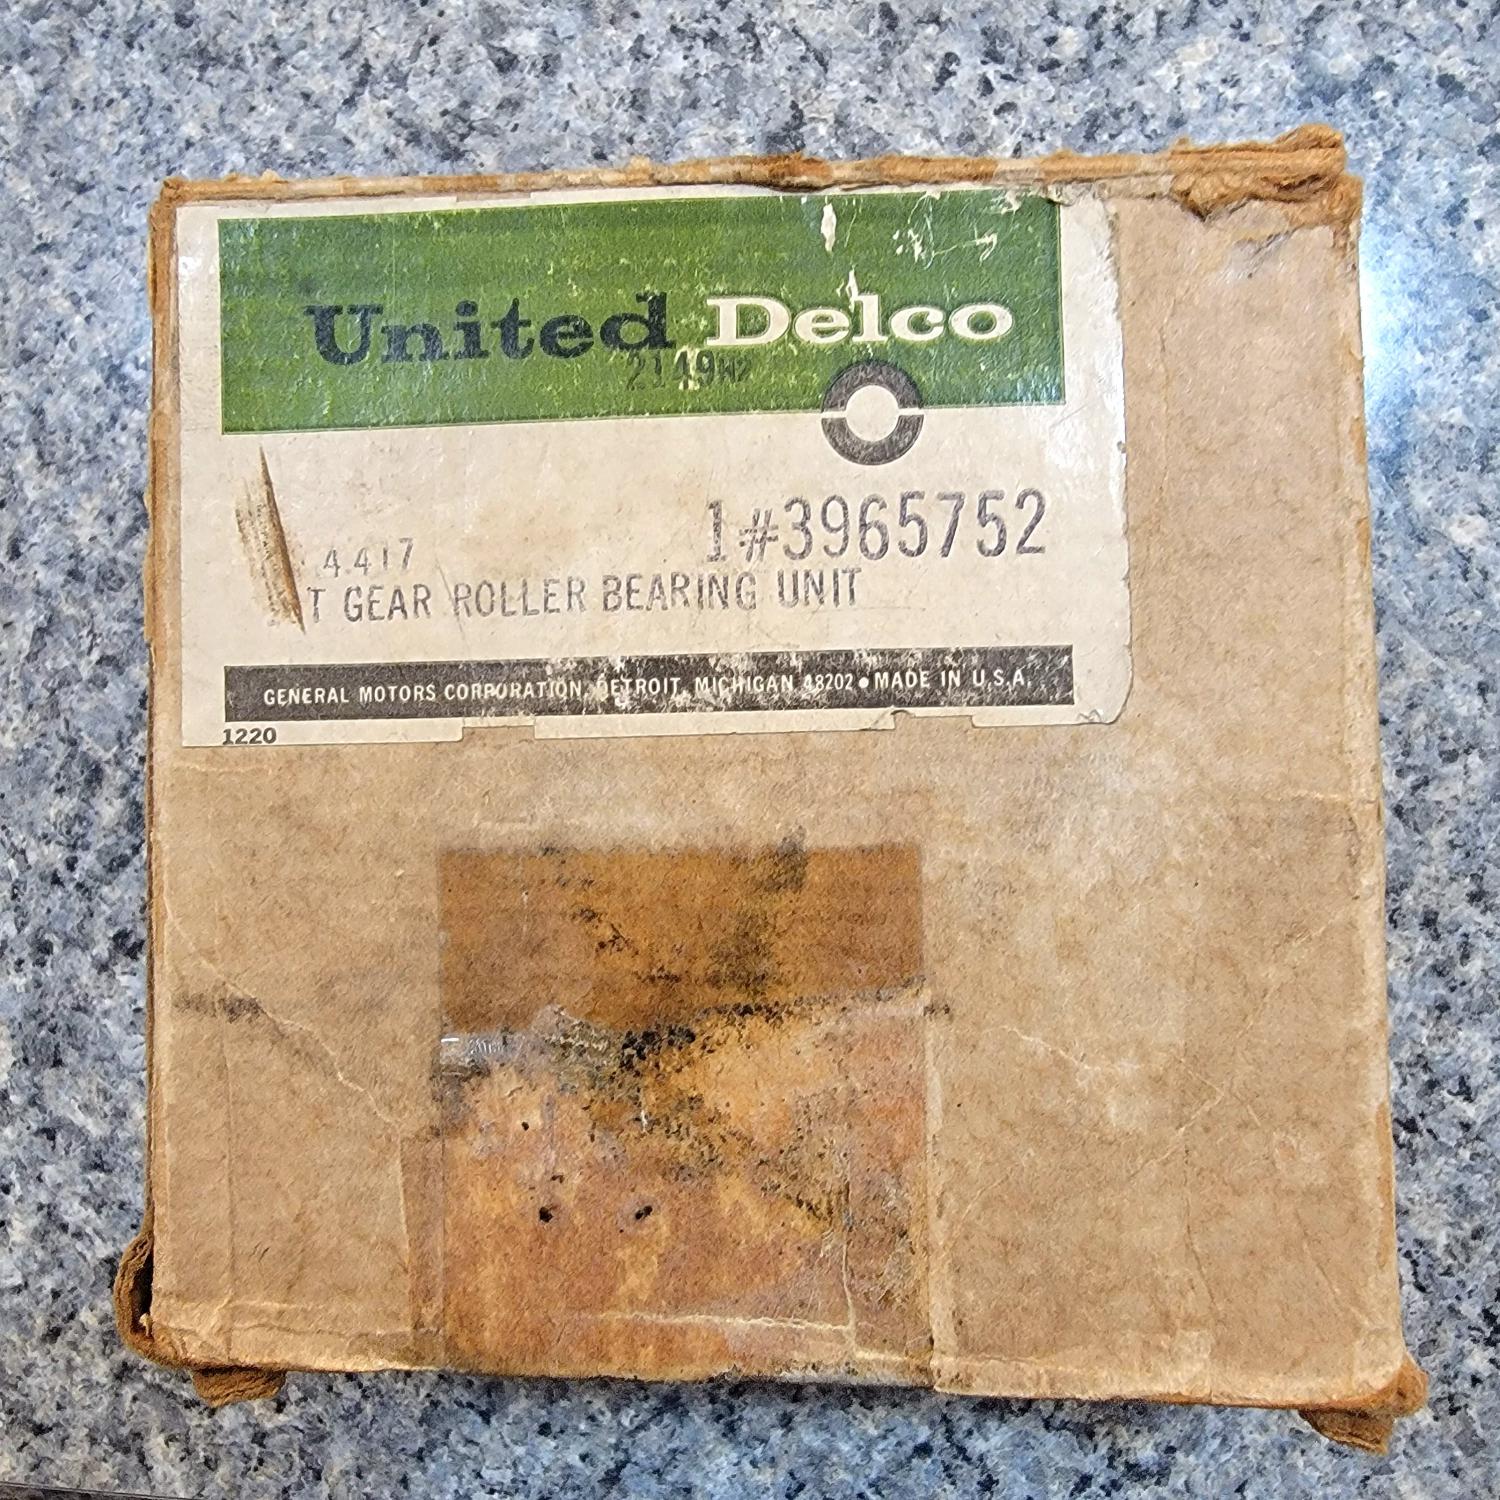 United Delco
2149W2
1#3965752
4.417
T GEAR ROLLER BEARING UNIT
GENERAL MOTORS CORPORATION, DETROIT, MICHIGAN 48202 • MADE IN U.S.A.
1220